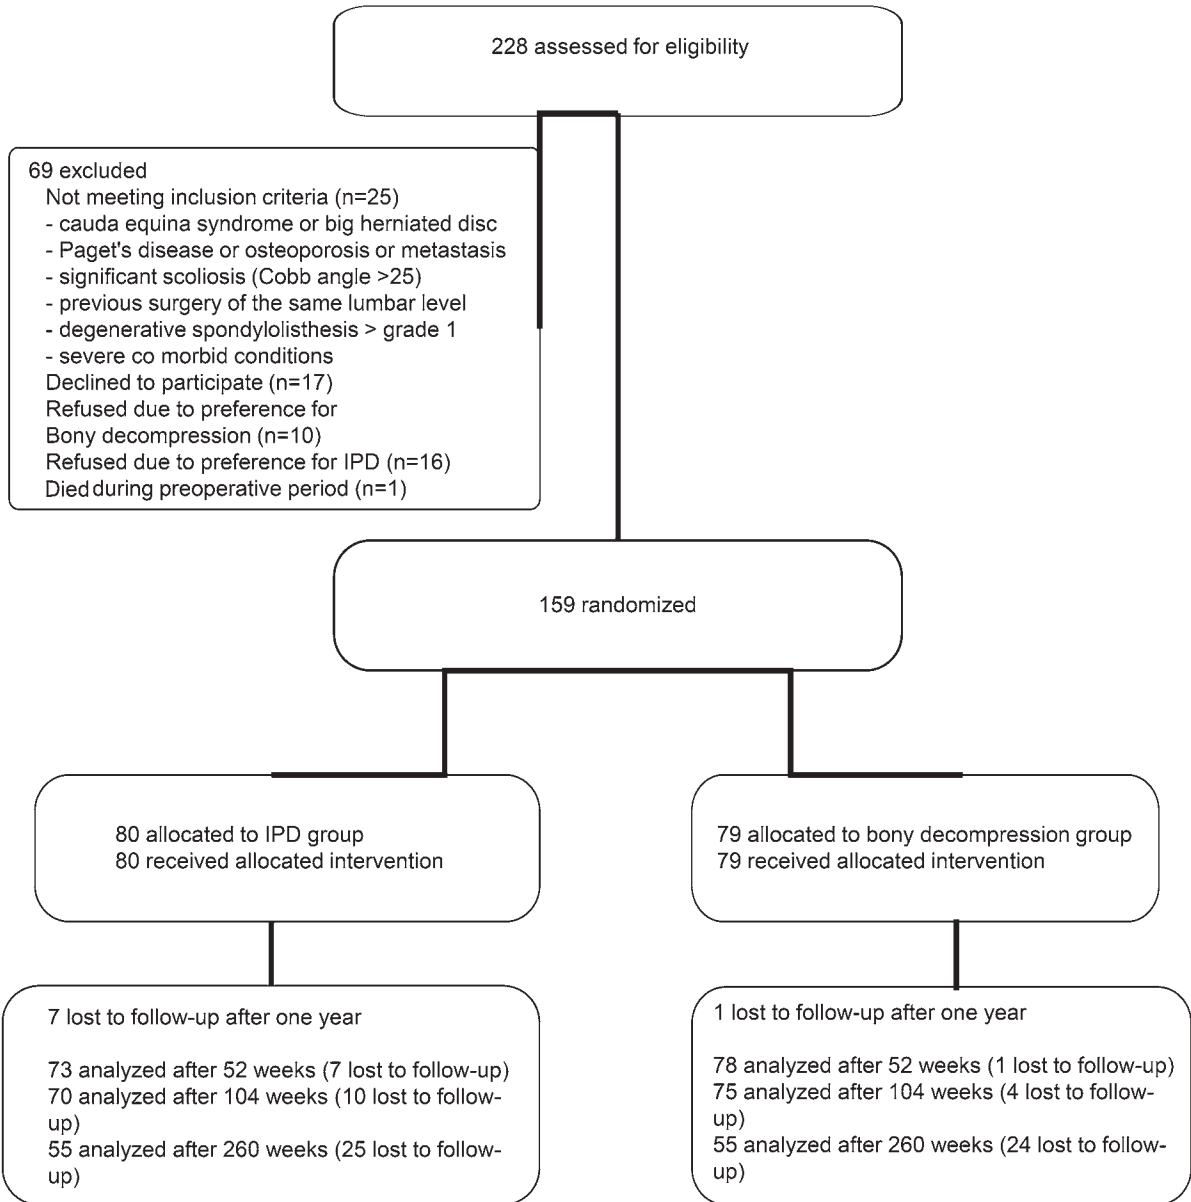 228 assessed for eligibility
69 excluded
Not meeting inclusion criteria (n=25)
- cauda equina syndrome or big herniated disc
- Paget's disease or osteoporosis or metastasis
- significant scoliosis (Cobb angle >25)
- previous surgery of the same lumbar level
- degenerative spondylolisthesis > grade 1
- severe co morbid conditions
Declined to participate (n=17)
Refused due to preference for
Bony decompression (n=10)
Refused due to preference for IPD (n=16)
Died during preoperative period (n=1)
159 randomized
80 allocated to IPD group
80 received allocated intervention
79 allocated to bony decompression group
79 received allocated intervention
7 lost to follow-up after one year
73 analyzed after 52 weeks (7 lost to follow-up)
70 analyzed after 104 weeks (10 lost to follow-
up)
55 analyzed after 260 weeks (25 lost to follow-
up)
1 lost to follow-up after one year
78 analyzed after 52 weeks (1 lost to follow-up)
75 analyzed after 104 weeks (4 lost to follow-
up)
55 analyzed after 260 weeks (24 lost to follow-
up)